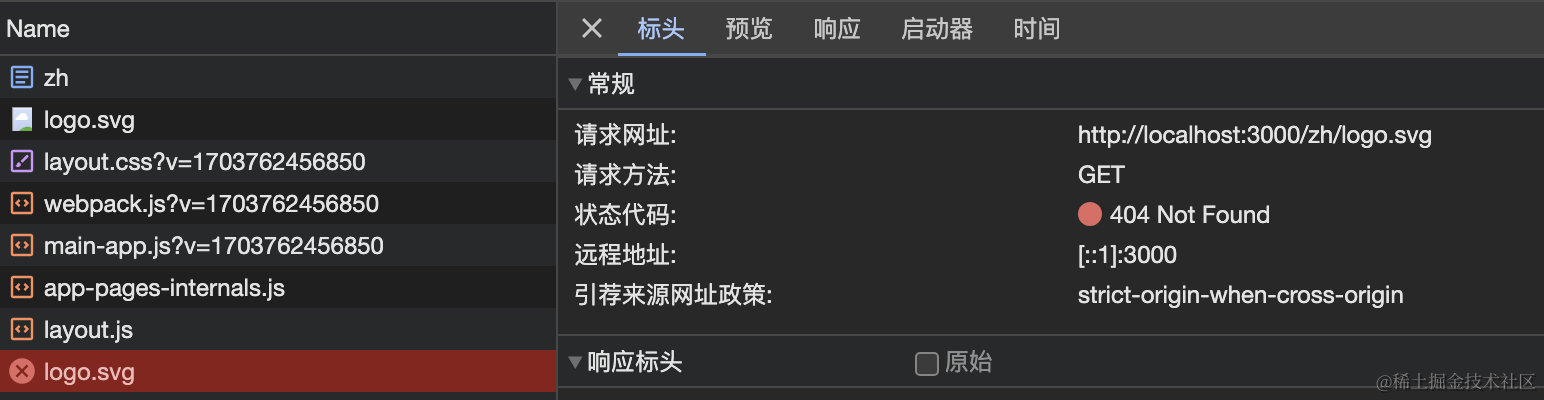 Name
zh
logo.svg
layout.css?v=1703762456850
webpack.js?v=1703762456850
main-app.js?v=1703762456850
app-pages-internals.js
layout.js
logo.svg
标头 预览 响应 启动器 时间
常规
请求网址: http://localhost:3000/zh/logo.svg
请求方法: GET
状态代码: 404 Not Found
远程地址: [::1]:3000
引荐来源网址政策: strict-origin-when-cross-origin
响应标头 原始
@稀土掘金技术社区